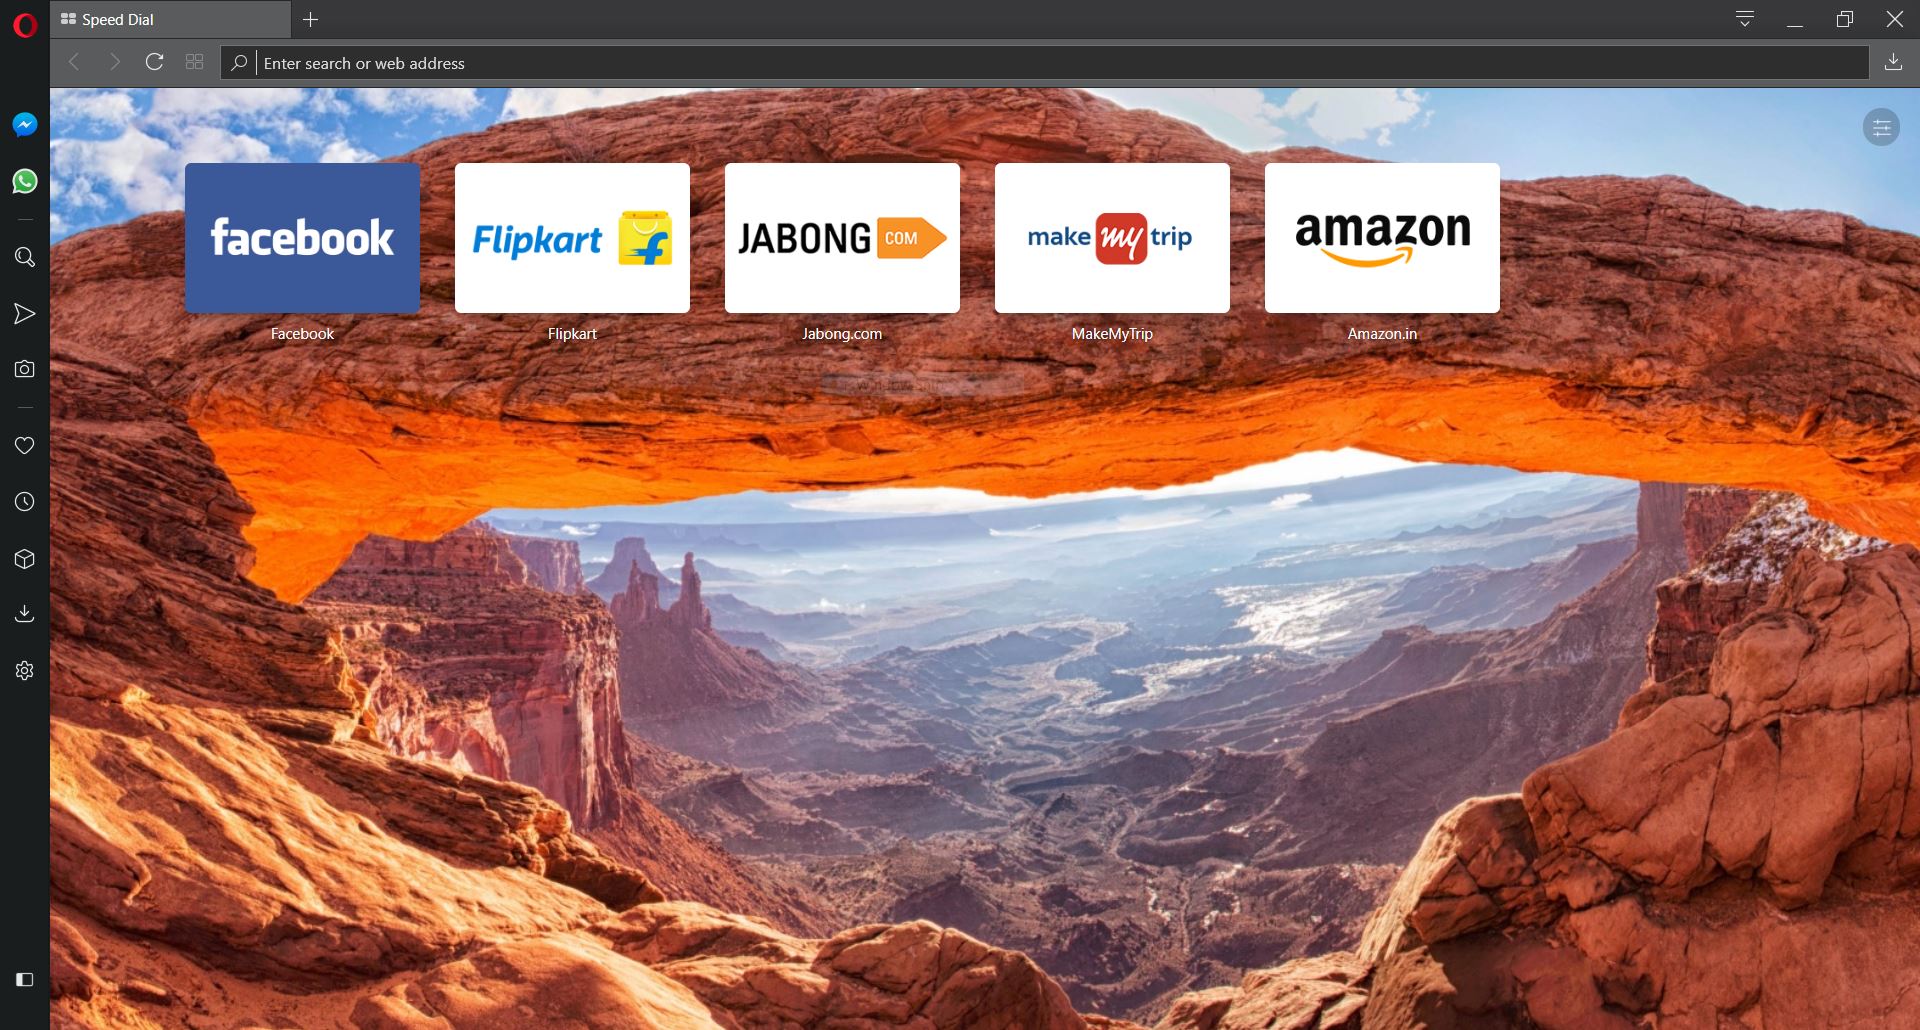 Speed Dial
Enter search or web address
facebook
Flipkart
JABONG COM
make my trip
amazon
Facebook
Flipkart
Jabong.com
MakeMyTrip
Amazon.in